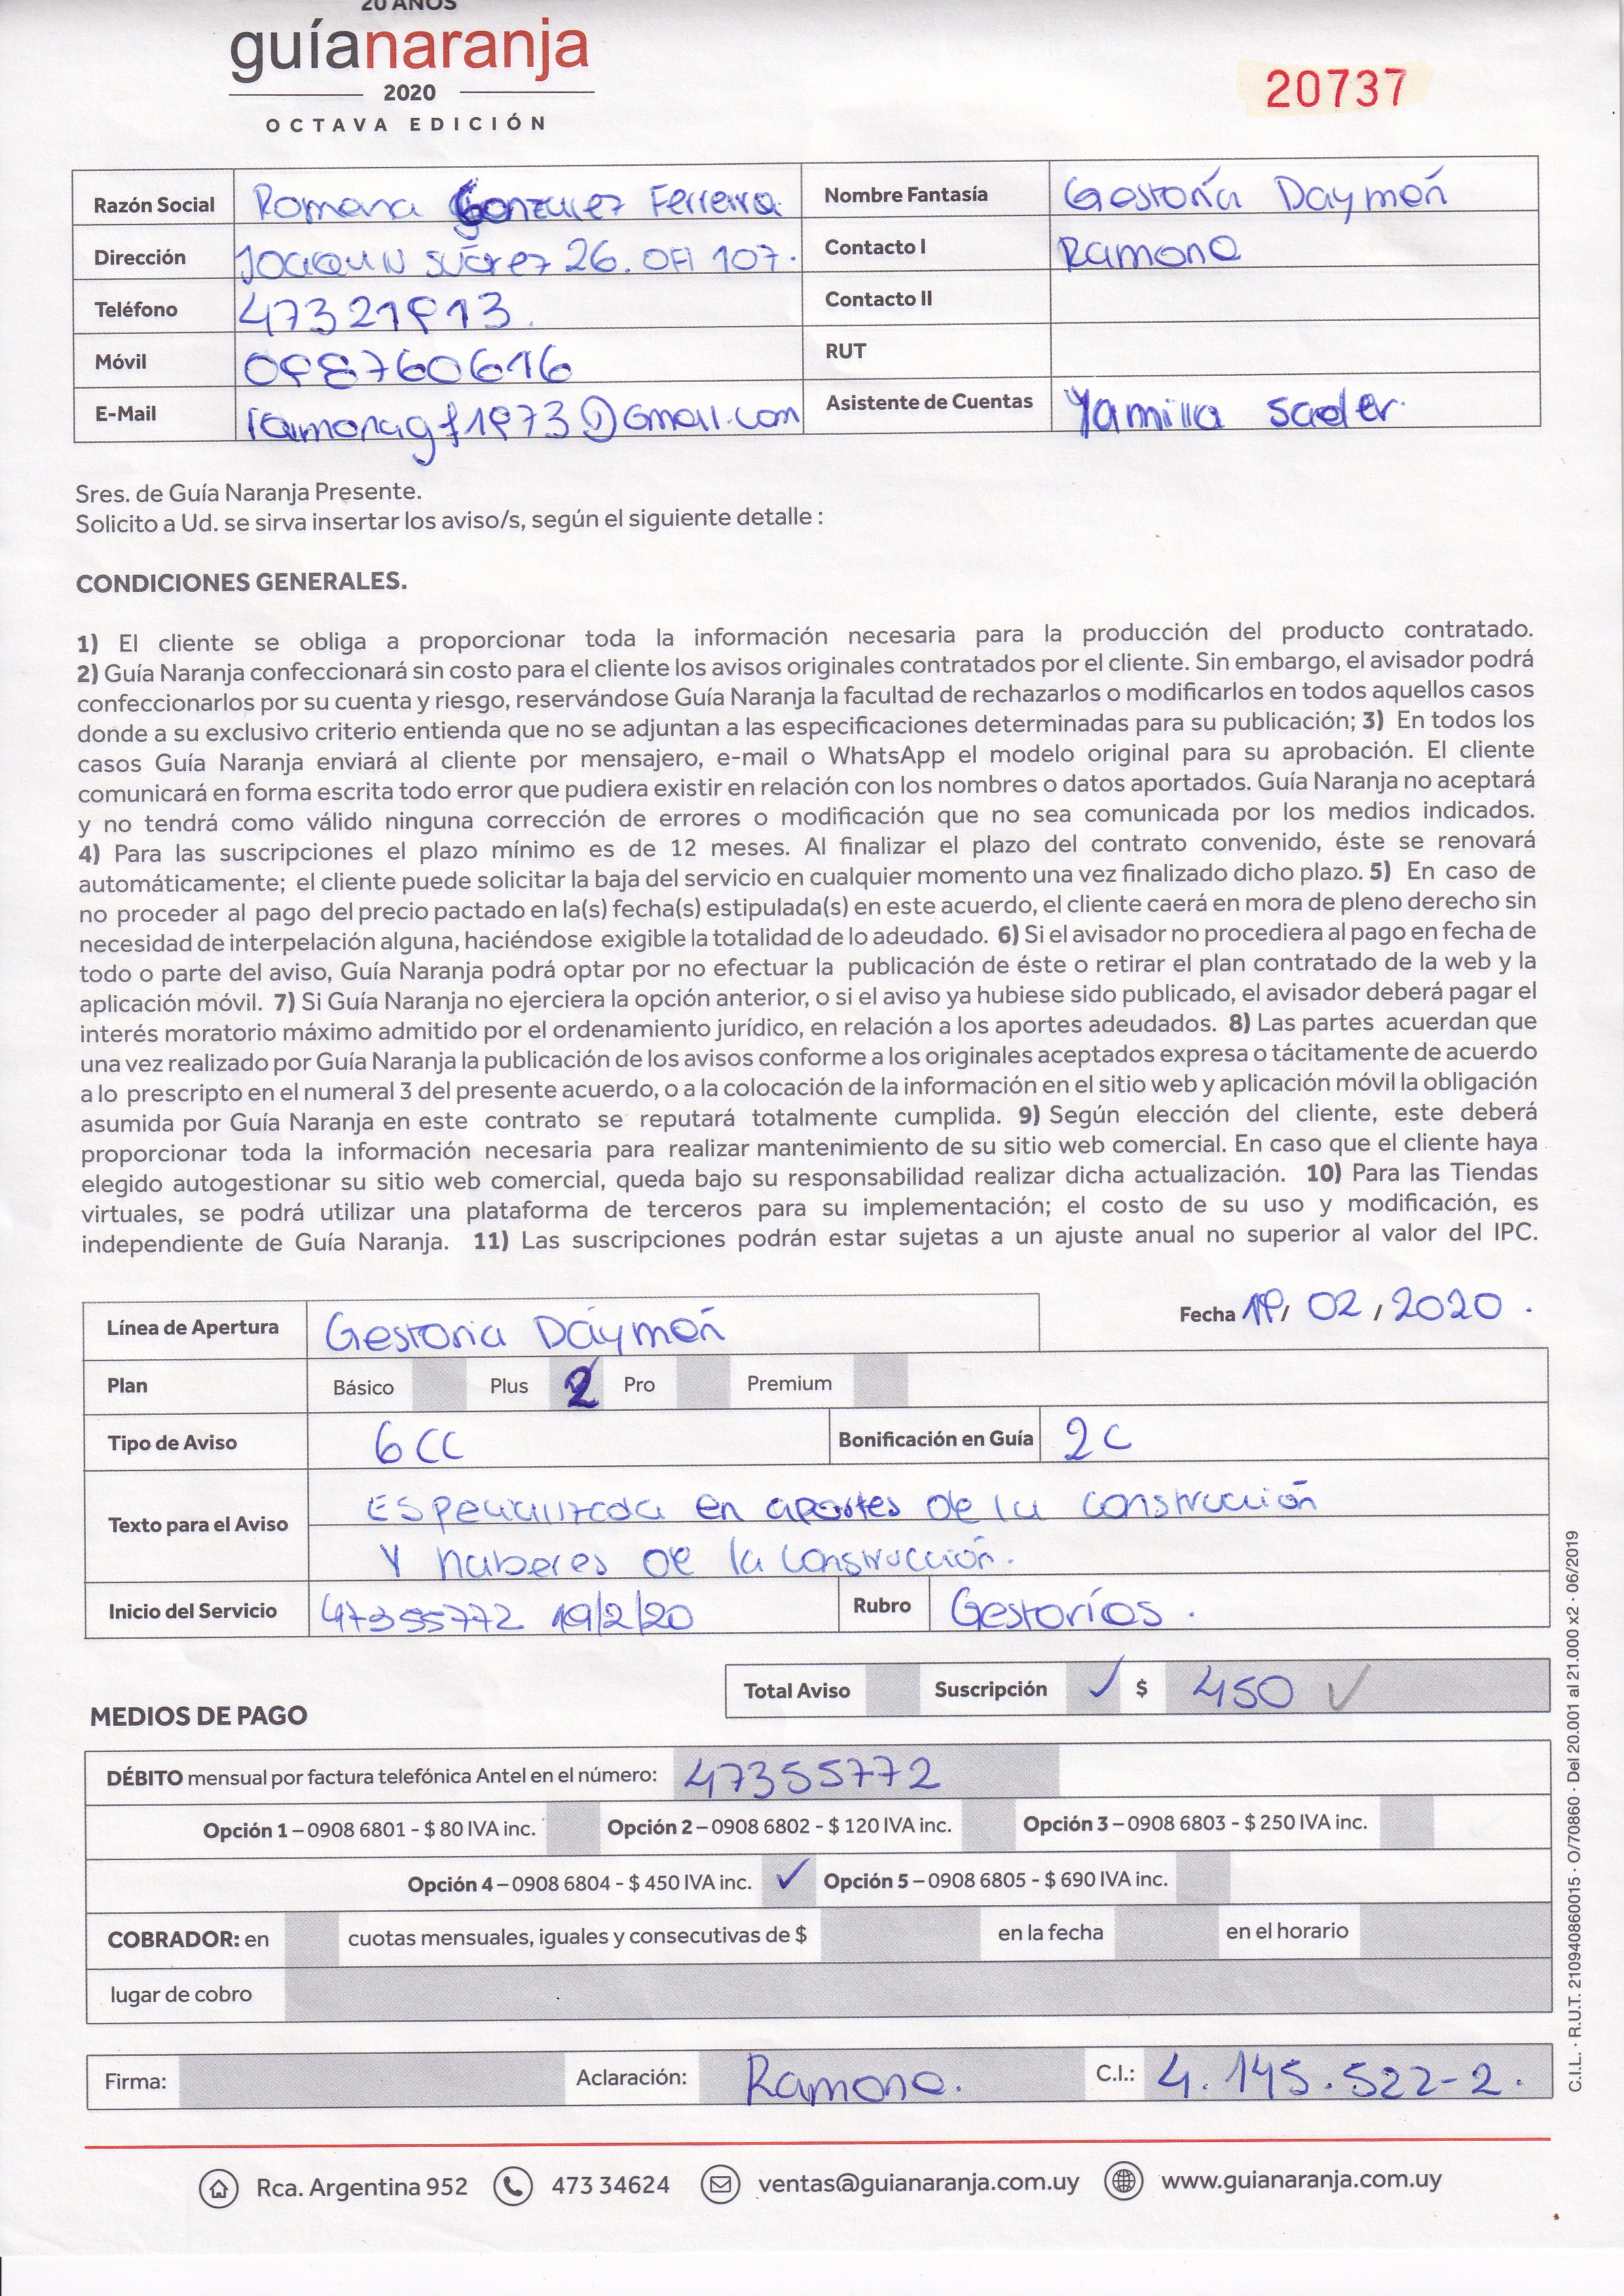 20 AÑOS
guíanaranja
2020
OCTAVA EDICIÓN
20737
Razón Social Ramona Gonzalez Ferreira Nombre Fantasía Gestoría Daymán
Dirección Joaquin Suárez 26. OFI 107. Contacto I Ramona
Teléfono 47321913. Contacto II
Móvil 098760616 RUT
E-Mail ramonagf1973@Gmail.com Asistente de Cuentas Yamilla Sader.
Sres. de Guía Naranja Presente.
Solicito a Ud. se sirva insertar los aviso/s, según el siguiente detalle :
CONDICIONES GENERALES.
1) El cliente se obliga a proporcionar toda la información necesaria para la producción del producto contratado.
2) Guía Naranja confeccionará sin costo para el cliente los avisos originales contratados por el cliente. Sin embargo, el avisador podrá
confeccionarlos por su cuenta y riesgo, reservándose Guía Naranja la facultad de rechazarlos o modificarlos en todos aquellos casos
donde a su exclusivo criterio entienda que no se adjuntan a las especificaciones determinadas para su publicación; 3) En todos los
casos Guía Naranja enviará al cliente por mensajero, e-mail o WhatsApp el modelo original para su aprobación. El cliente
comunicará en forma escrita todo error que pudiera existir en relación con los nombres o datos aportados. Guía Naranja no aceptará
y no tendrá como válido ninguna corrección de errores o modificación que no sea comunicada por los medios indicados.
4) Para las suscripciones el plazo mínimo es de 12 meses. Al finalizar el plazo del contrato convenido, éste se renovará
automáticamente; el cliente puede solicitar la baja del servicio en cualquier momento una vez finalizado dicho plazo. 5) En caso de
no proceder al pago del precio pactado en la(s) fecha(s) estipulada(s) en este acuerdo, el cliente caerá en mora de pleno derecho sin
necesidad de interpelación alguna, haciéndose exigible la totalidad de lo adeudado. 6) Si el avisador no procediera al pago en fecha de
todo o parte del aviso, Guía Naranja podrá optar por no efectuar la publicación de éste o retirar el plan contratado de la web y la
aplicación móvil. 7) Si Guía Naranja no ejerciera la opción anterior, o si el aviso ya hubiese sido publicado, el avisador deberá pagar el
interés moratorio máximo admitido por el ordenamiento jurídico, en relación a los aportes adeudados. 8) Las partes acuerdan que
una vez realizado por Guía Naranja la publicación de los avisos conforme a los originales aceptados expresa o tácitamente de acuerdo
a lo prescripto en el numeral 3 del presente acuerdo, o a la colocación de la información en el sitio web y aplicación móvil la obligación
asumida por Guía Naranja en este contrato se reputará totalmente cumplida. 9) Según elección del cliente, este deberá
proporcionar toda la información necesaria para realizar mantenimiento de su sitio web comercial. En caso que el cliente haya
elegido autogestionar su sitio web comercial, queda bajo su responsabilidad realizar dicha actualización. 10) Para las Tiendas
virtuales, se podrá utilizar una plataforma de terceros para su implementación; el costo de su uso y modificación, es
independiente de Guía Naranja. 11) Las suscripciones podrán estar sujetas a un ajuste anual no superior al valor del IPC.
Fecha 19/ 02 / 2020 .
Línea de Apertura Gestoria Daymán
Plan Básico Plus 2 Pro Premium
Tipo de Aviso 6CC Bonificación en Guía 2C
Texto para el Aviso Especializada en aportes de la construcción
Y haberes de la construcción.
Inicio del Servicio 47355772 19/2/20 Rubro Gestorías .
Total Aviso Suscripción ✓ $ 450 ✓
MEDIOS DE PAGO
DÉBITO mensual por factura telefónica Antel en el número: 47355772
Opción 1 – 0908 6801 - $ 80 IVA inc. Opción 2 – 0908 6802 - $ 120 IVA inc. Opción 3 – 0908 6803 - $ 250 IVA inc.
Opción 4 – 0908 6804 - $ 450 IVA inc. ✓ Opción 5 – 0908 6805 - $ 690 IVA inc.
COBRADOR: en cuotas mensuales, iguales y consecutivas de $ en la fecha en el horario
lugar de cobro
Firma: Aclaración: Ramona. C.I.: 4.145.522-2.
Rca. Argentina 952 473 34624 ventas@guianaranja.com.uy www.guianaranja.com.uy
C.I.L. · R.U.T. 210940860015 · O/70860 · Del 20.001 al 21.000 x2 · 06/2019